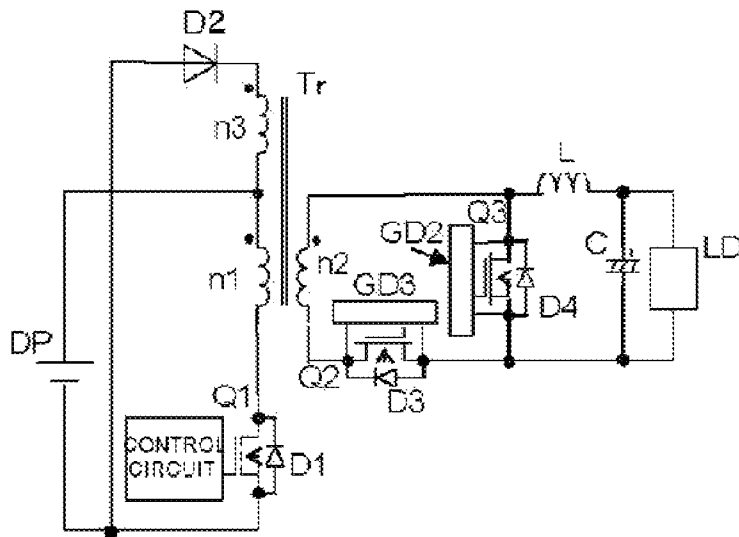 D2
Tr
n3
L
Q3
GD2
C
LD
n1
n2
GD3
D4
DP
Q2
D3
Q1
CONTROL
CIRCUIT
D1